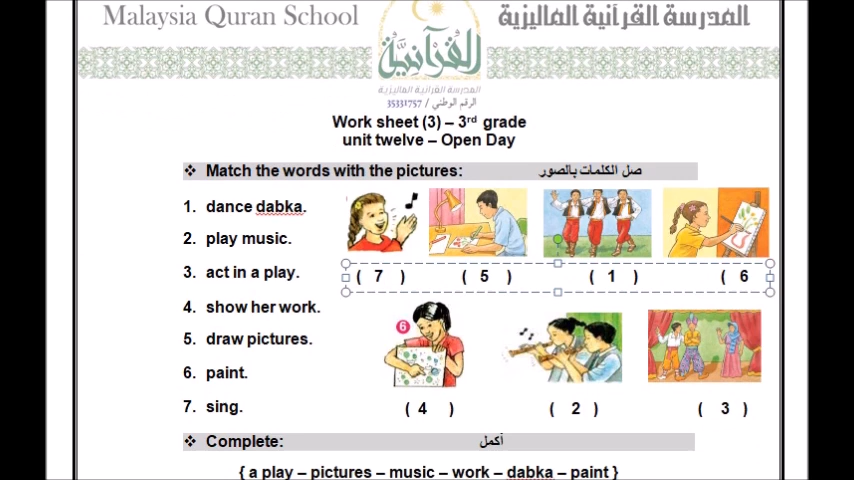 Malaysia Quran School
المدرسة القرآنية الماليزية
القرآنية
المدرسة القرآنية الماليزية
الرقم الوطني / 35331757
Work sheet (3) – 3rd grade
unit twelve – Open Day
❖ Match the words with the pictures: صل الكلمات بالصور
1. dance dabka.
2. play music.
3. act in a play.
4. show her work.
5. draw pictures.
6. paint.
7. sing.
( 7 ) ( 5 ) ( 1 ) ( 6
6
( 4 ) ( 2 ) ( 3 )
❖ Complete: أكمل
{ a play – pictures – music – work – dabka – paint }